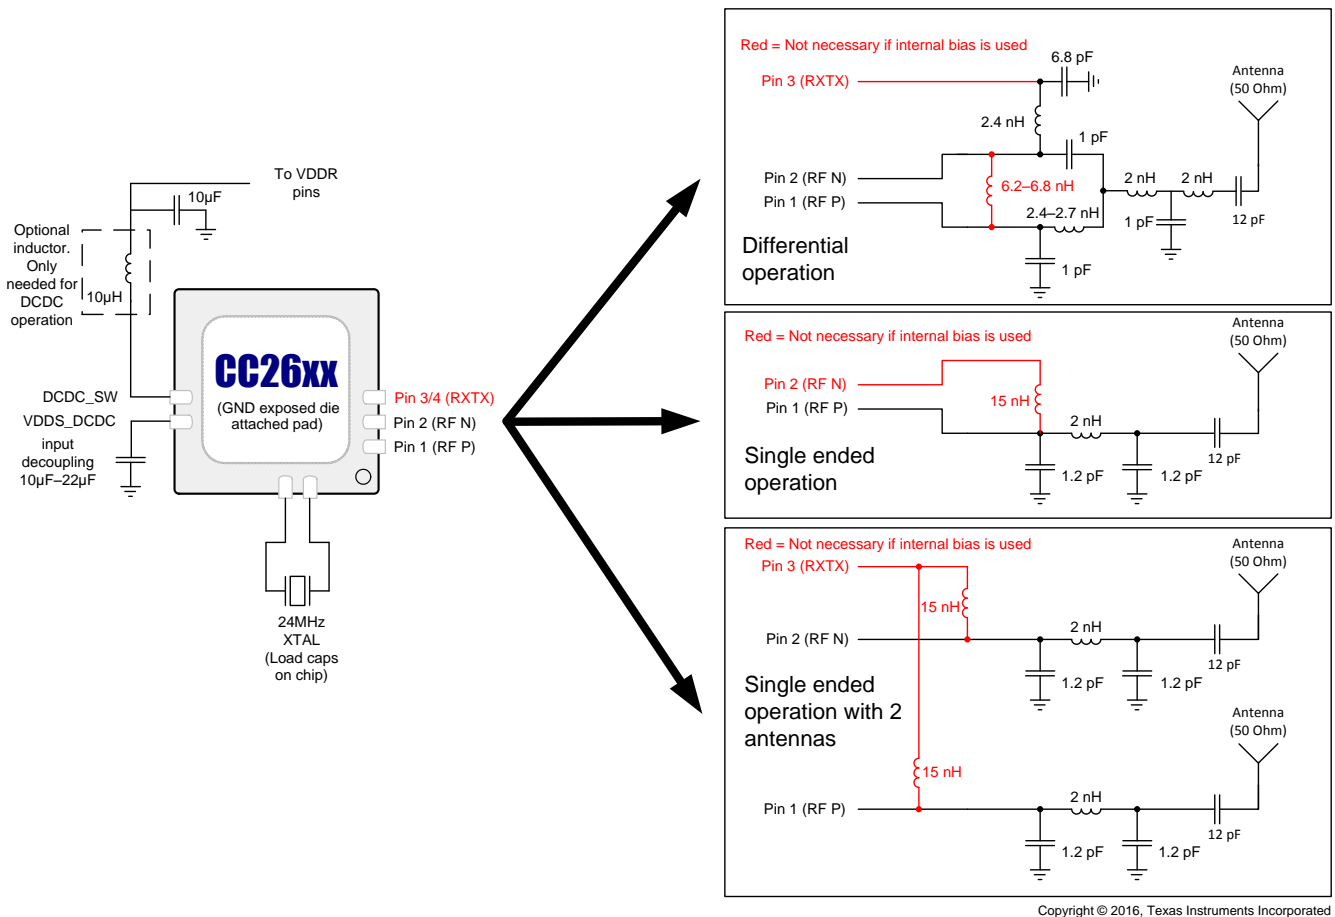 To VDDR
pins
10µF
Optional
inductor.
Only
needed for
DCDC
operation
10µH
CC26xx
(GND exposed die
attached pad)
DCDC_SW
VDDS_DCDC
input
decoupling
10µF–22µF
Pin 3/4 (RXTX)
Pin 2 (RF N)
Pin 1 (RF P)
24MHz
XTAL
(Load caps
on chip)
Red = Not necessary if internal bias is used
Pin 3 (RXTX)
6.8 pF
Antenna
(50 Ohm)
2.4 nH
1 pF
Pin 2 (RF N)
Pin 1 (RF P)
6.2–6.8 nH
2 nH
2 nH
2.4–2.7 nH
1 pF
12 pF
Differential
operation
1 pF
Red = Not necessary if internal bias is used
Antenna
(50 Ohm)
Pin 2 (RF N)
Pin 1 (RF P)
15 nH
2 nH
12 pF
Single ended
operation
1.2 pF
1.2 pF
Red = Not necessary if internal bias is used
Pin 3 (RXTX)
Antenna
(50 Ohm)
15 nH
Pin 2 (RF N)
2 nH
12 pF
1.2 pF
1.2 pF
Single ended
operation with 2
antennas
Antenna
(50 Ohm)
15 nH
Pin 1 (RF P)
2 nH
12 pF
1.2 pF
1.2 pF
Copyright © 2016, Texas Instruments Incorporated